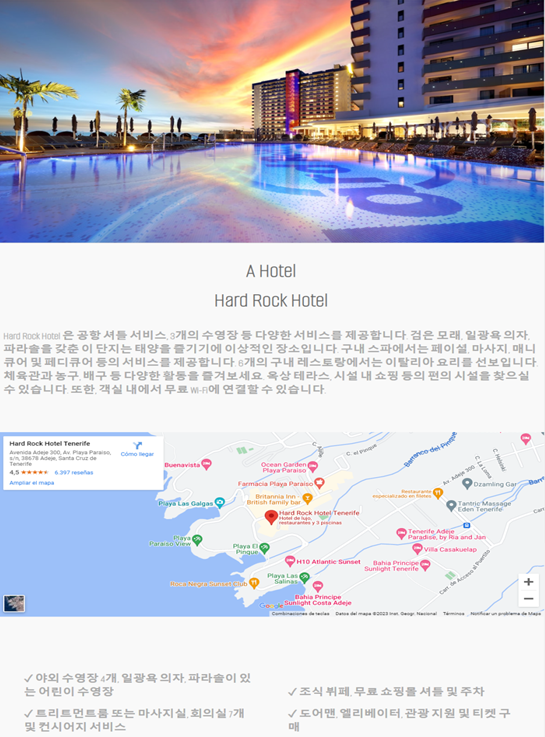 A Hotel
Hard Rock Hotel
Hard Rock Hotel 은 공항 셔틀 서비스, 3개의 수영장 등 다양한 서비스를 제공합니다. 검은 모래, 일광욕 의자,
파라솔을 갖춘 이 단지는 태양을 즐기기에 이상적인 장소입니다. 구내 스파에서는 페이셜, 마사지, 매니
큐어 및 페디큐어 등의 서비스를 제공합니다. 6개의 구내 레스토랑에서는 이탈리아 요리를 선보입니다.
체육관과 농구, 배구 등 다양한 활동을 즐겨보세요. 옥상 테라스, 시설 내 쇼핑 등의 편의 시설을 찾으실
수 있습니다. 또한, 객실 내에서 무료 Wi-Fi에 연결할 수 있습니다.
Hard Rock Hotel Tenerife
Avenida Adeje 300, Av. Playa Paraiso,
s/n, 38676 Adeje, Santa Cruz de
Tenerife
4,5 ★★★★★ 6.397 reseñas
Ampliar el mapa
Cómo llegar
Buenavista
Ocean Garden
Playa Paraiso
Farmacia Playa Paraiso
Britannia Inn -
British family bar
Playa Las Galgas
Hard Rock Hotel Tenerife
Hotel de lujo,
restaurantes y 3 piscinas
Playa
Paraiso View
Playa El
Pinque
H10 Atlantic Sunset
Playa Las
Salinas
Roca Negra Sunset Club
Bahia Principe
Sunlight Costa Adeje
C. el Pinque
Barranco del Pinque
Av. Adeje 300
C. La Loma
C. Helsinki
Dzamling Gar
Restaurante
especializado en filetes
Tantric Massage
Eden Tenerife
Tenerife Adeje
Paradise, by Ria and Jan
Villa Casakuelap
Bahia Principe
Sunlight Tenerife
Cam. de Acceso al Puerto
Google
Combinaciones de teclas
Datos del mapa ©2023 Inst. Geogr. Nacional
Términos
Notificar un problema de Maps
✓ 야외 수영장 4개, 일광욕 의자, 파라솔이 있
는 어린이 수영장
✓ 트리트먼트룸 또는 마사지실, 회의실 7개
및 컨시어지 서비스
✓ 조식 뷔페, 무료 쇼핑몰 셔틀 및 주차
✓ 도어맨, 엘리베이터, 관광 지원 및 티켓 구
매